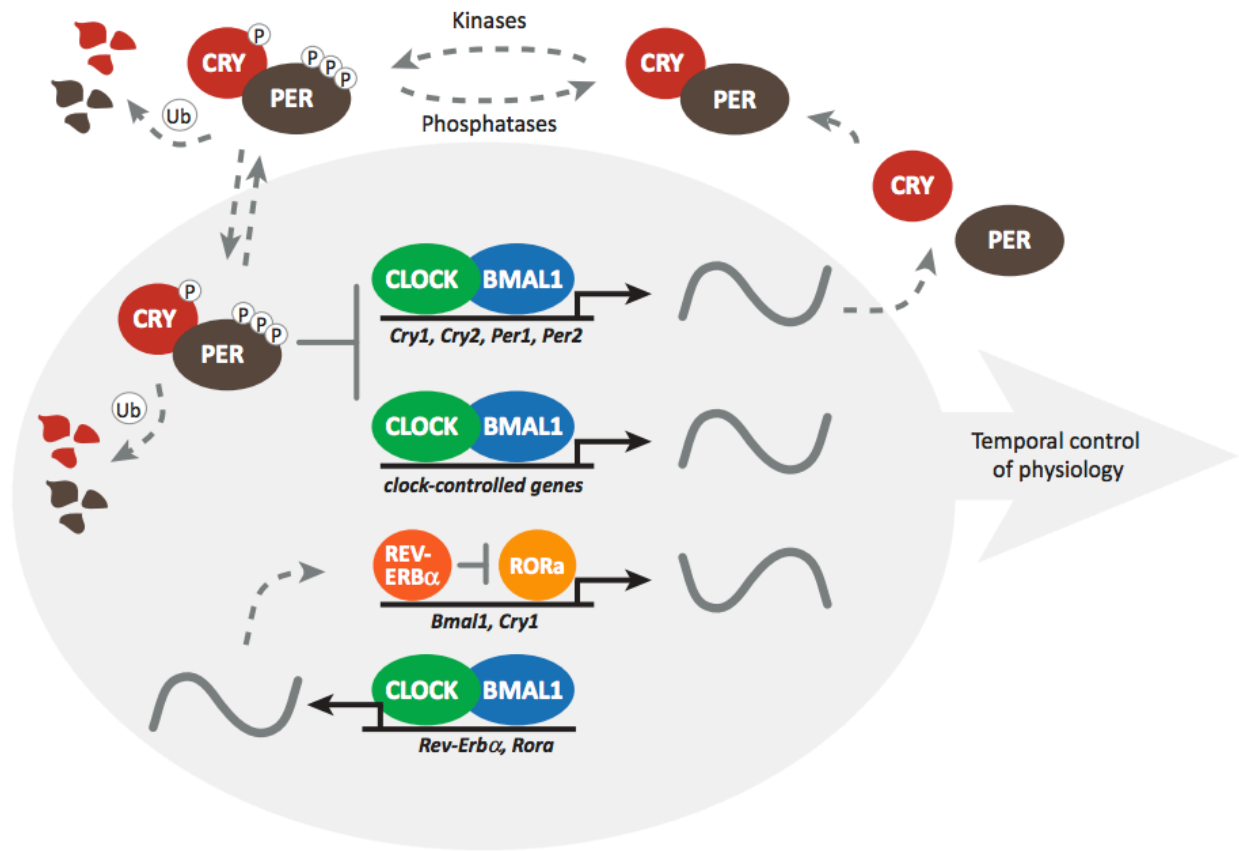 Kinases
P
CRY
P
P
P
PER
CRY
PER
Ub
Phosphatases
CRY
PER
CLOCK BMAL1
Cry1, Cry2, Per1, Per2
P
CRY
P
P
P
PER
Ub
CLOCK BMAL1
clock-controlled genes
Temporal control
of physiology
REV-
ERBα
RORa
Bmal1, Cry1
CLOCK BMAL1
Rev-Erbα, Rora